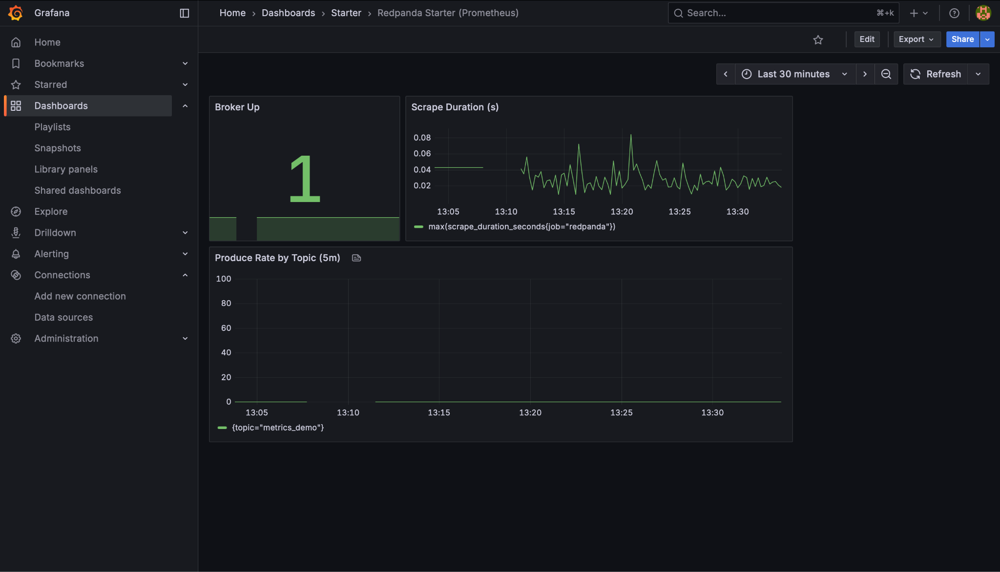 Grafana
Home › Dashboards › Starter › Redpanda Starter (Prometheus)
Search... ⌘+k
Home
Bookmarks
Starred
Dashboards
Playlists
Snapshots
Library panels
Shared dashboards
Explore
Drilldown
Alerting
Connections
Add new connection
Data sources
Administration
Edit
Export
Share
Last 30 minutes
Refresh
Broker Up
1
Scrape Duration (s)
0.08
0.06
0.04
0.02
13:05 13:10 13:15 13:20 13:25 13:30
max(scrape_duration_seconds{job="redpanda"})
Produce Rate by Topic (5m)
100
80
60
40
20
0
13:05 13:10 13:15 13:20 13:25 13:30
{topic="metrics_demo"}